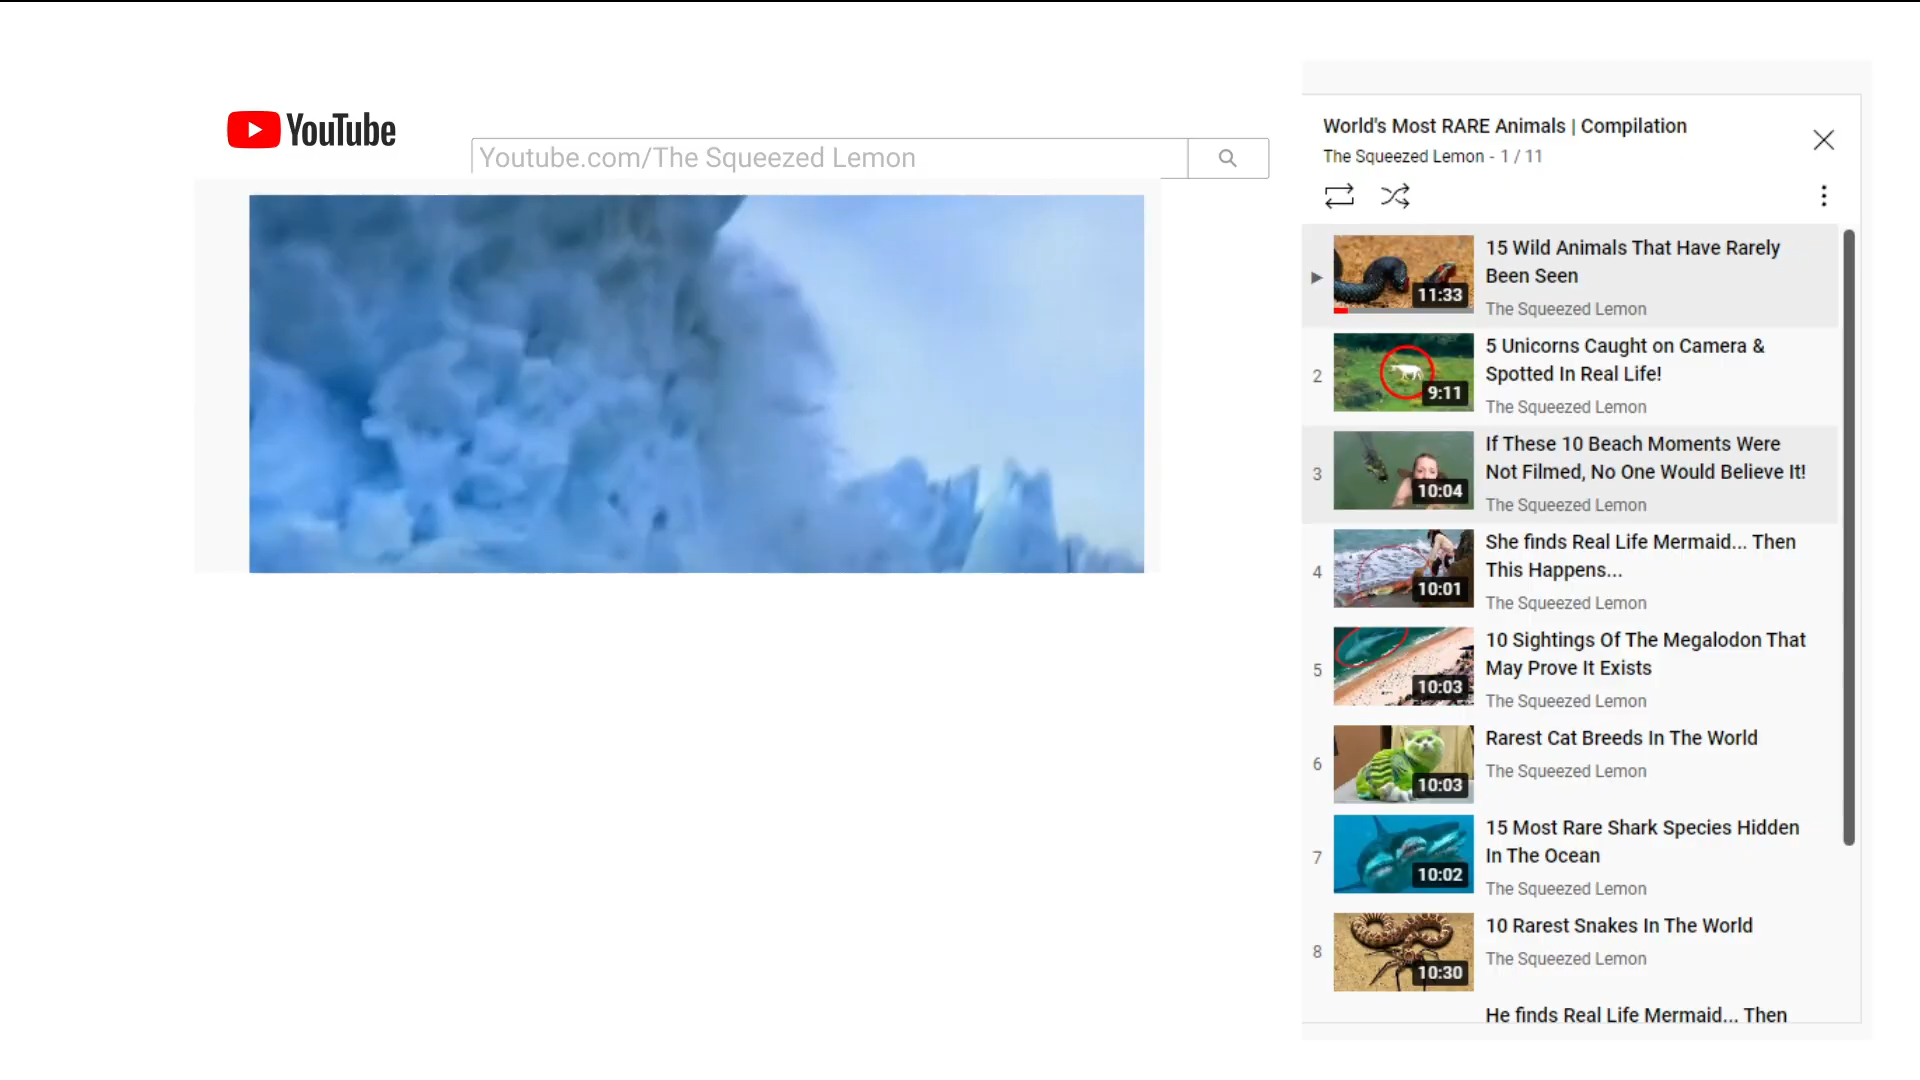 YouTube
Youtube.com/The Squeezed Lemon
World's Most RARE Animals | Compilation
The Squeezed Lemon - 1 / 11
11:33
15 Wild Animals That Have Rarely
Been Seen
The Squeezed Lemon
2
9:11
5 Unicorns Caught on Camera &
Spotted In Real Life!
The Squeezed Lemon
3
10:04
If These 10 Beach Moments Were
Not Filmed, No One Would Believe It!
The Squeezed Lemon
4
10:01
She finds Real Life Mermaid... Then
This Happens...
The Squeezed Lemon
5
10:03
10 Sightings Of The Megalodon That
May Prove It Exists
The Squeezed Lemon
6
10:03
Rarest Cat Breeds In The World
The Squeezed Lemon
7
10:02
15 Most Rare Shark Species Hidden
In The Ocean
The Squeezed Lemon
8
10:30
10 Rarest Snakes In The World
The Squeezed Lemon
He finds Real Life Mermaid... Then